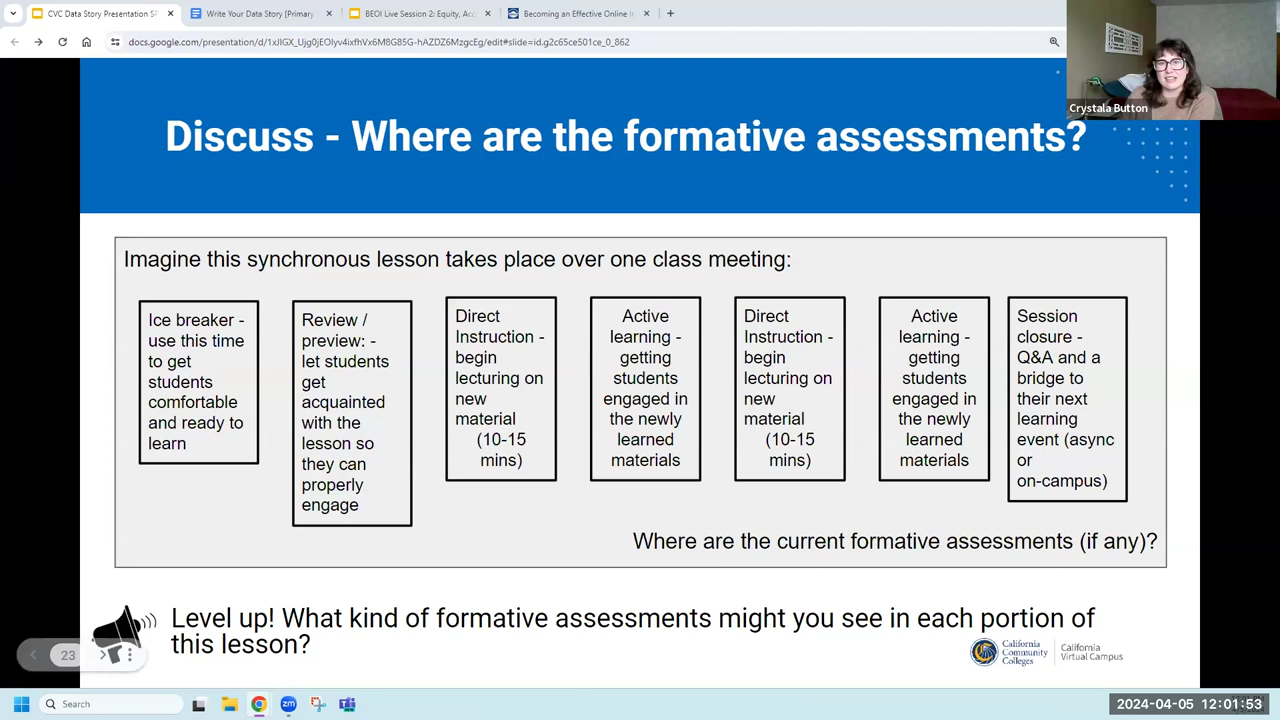 CVC Data Story Presentation SP
Write Your Data Story [Primary
BEOI Live Session 2: Equity, Acc
Becoming an Effective Online I
docs.google.com/presentation/d/1xJIGX_Ujg0jEOIyv4ixfhVx6M8G85G-hAZDZ6MzgcEg/edit#slide=id.g2c65ce501ce_0_862
Crystala Button
Discuss - Where are the formative assessments?
Imagine this synchronous lesson takes place over one class meeting:
Ice breaker -
use this time
to get
students
comfortable
and ready to
learn
Review /
preview: -
let students
get
acquainted
with the
lesson so
they can
properly
engage
Direct
Instruction -
begin
lecturing on
new
material
(10-15
mins)
Active
learning -
getting
students
engaged in
the newly
learned
materials
Direct
Instruction -
begin
lecturing on
new
material
(10-15
mins)
Active
learning -
getting
students
engaged in
the newly
learned
materials
Session
closure -
Q&A and a
bridge to
their next
learning
event (async
or
on-campus)
Where are the current formative assessments (if any)?
Level up! What kind of formative assessments might you see in each portion of
this lesson?
California
Community
Colleges
California
Virtual Campus
23
Search
2024-04-05 12:01:53